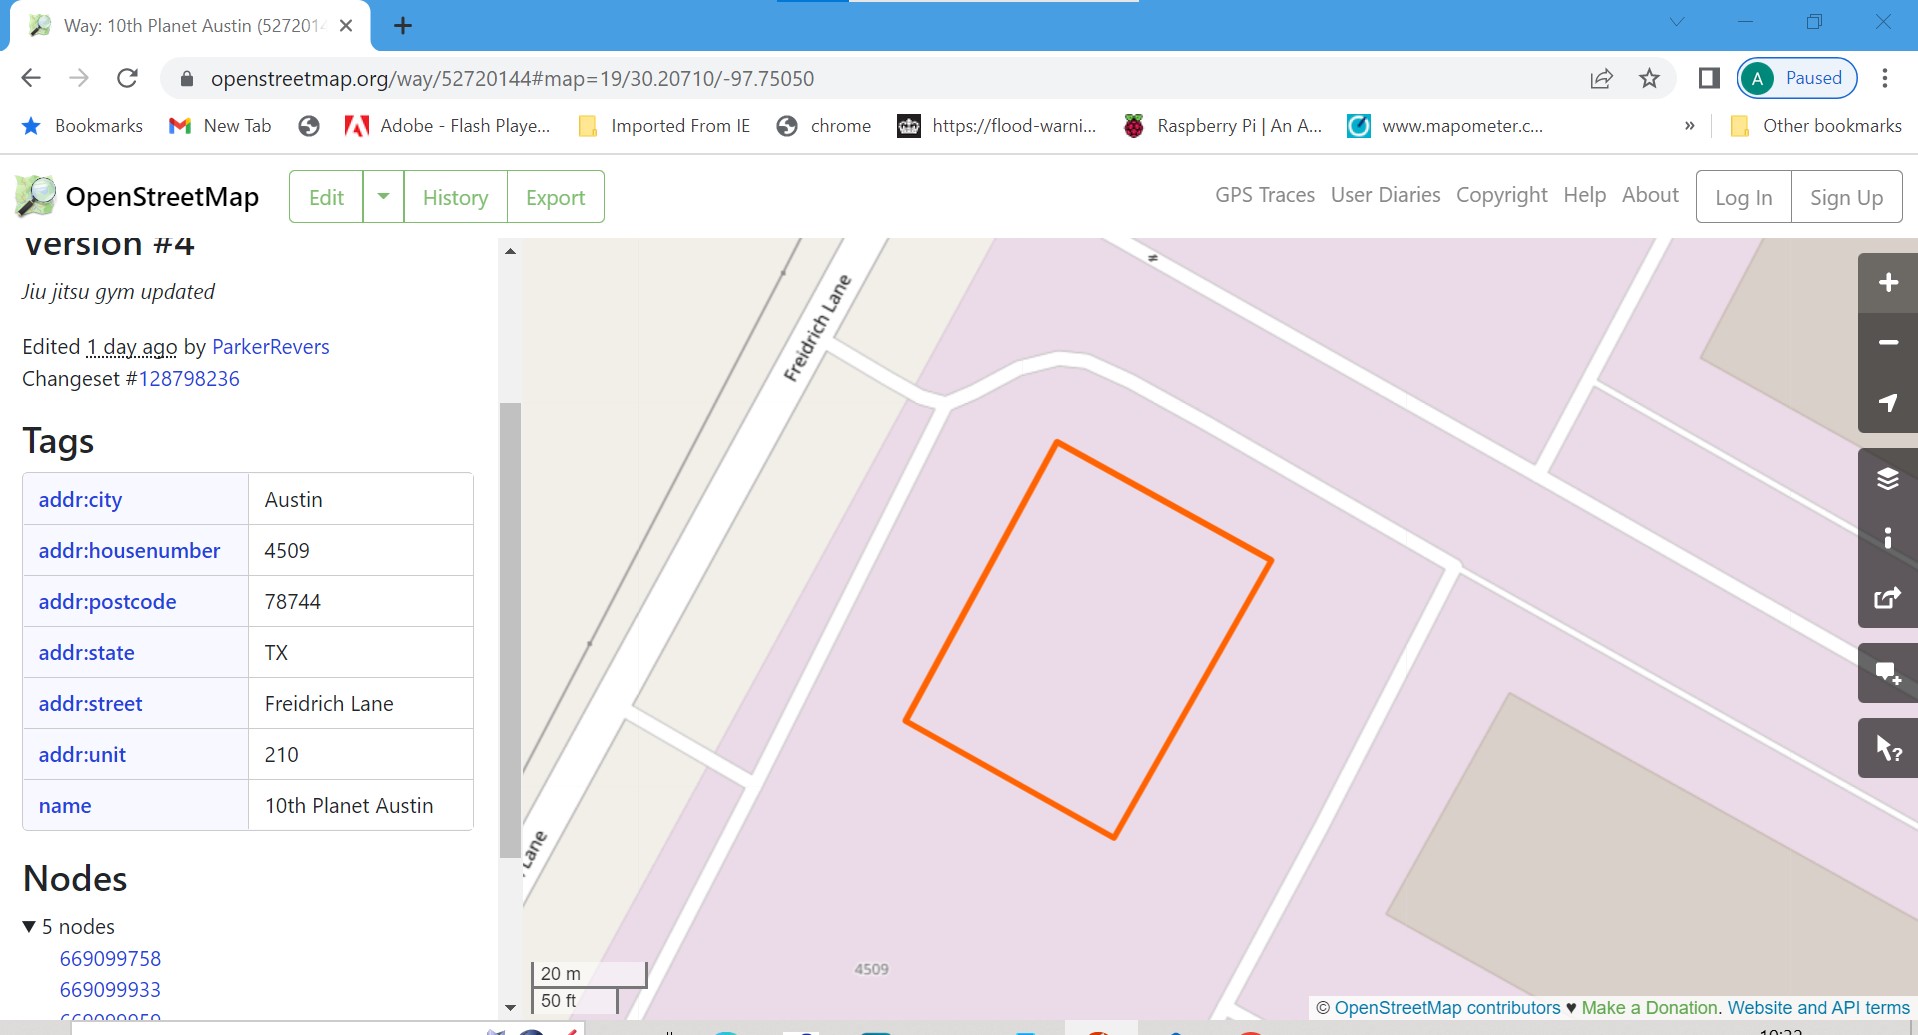 Way: 10th Planet Austin (5272014
openstreetmap.org/way/52720144#map=19/30.20710/-97.75050
A Paused
Bookmarks New Tab Adobe - Flash Playe... Imported From IE chrome https://flood-warni... Raspberry Pi | An A... www.mapometer.c... » Other bookmarks
OpenStreetMap Edit History Export GPS Traces User Diaries Copyright Help About Log In Sign Up
Version #4
Jiu jitsu gym updated
Edited 1 day ago by ParkerRevers
Changeset #128798236
Tags
addr:city Austin
addr:housenumber 4509
addr:postcode 78744
addr:state TX
addr:street Freidrich Lane
addr:unit 210
name 10th Planet Austin
Nodes
▼ 5 nodes
669099758
669099933
669099959
Freidrich Lane
Lane
4509
20 m
50 ft
© OpenStreetMap contributors ♥ Make a Donation. Website and API terms